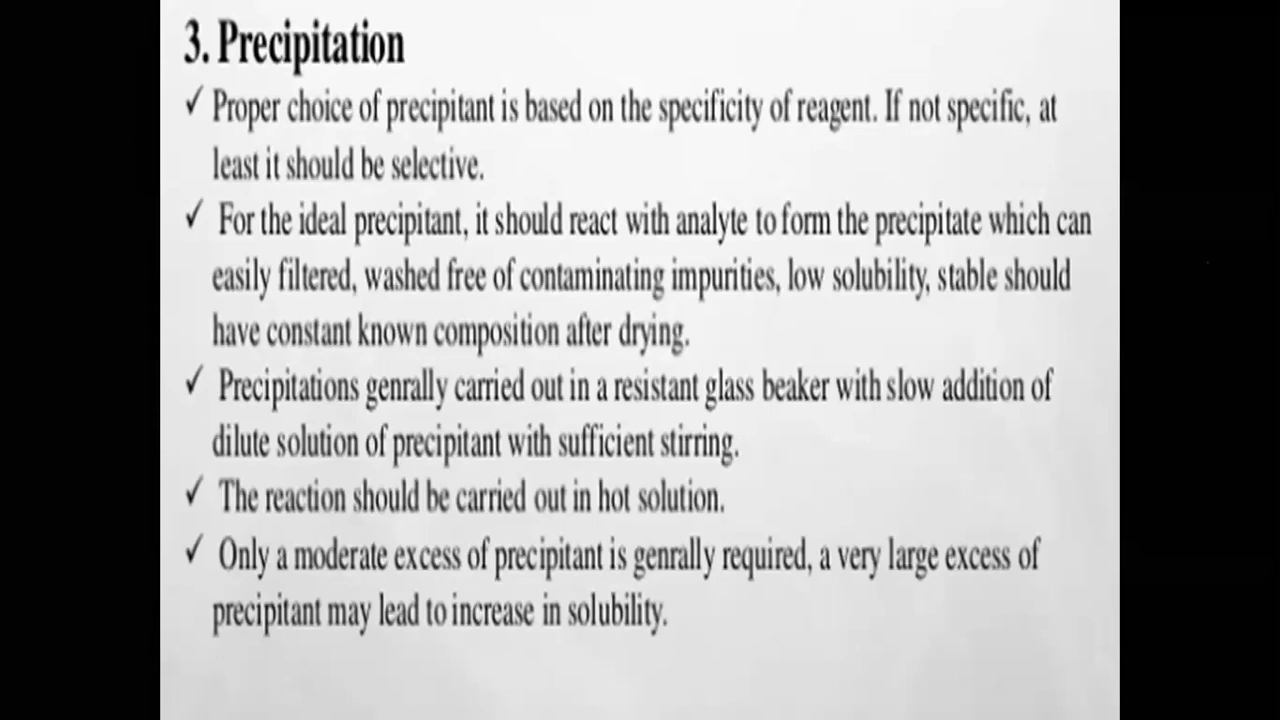 3. Precipitation
✓ Proper choice of precipitant is based on the specificity of reagent. If not specific, at
least it should be selective.
✓ For the ideal precipitant, it should react with analyte to form the precipitate which can
easily filtered, washed free of contaminating impurities, low solubility, stable should
have constant known composition after drying.
✓ Precipitations genrally carried out in a resistant glass beaker with slow addition of
dilute solution of precipitant with sufficient stirring.
✓ The reaction should be carried out in hot solution.
✓ Only a moderate excess of precipitant is genrally required, a very large excess of
precipitant may lead to increase in solubility.